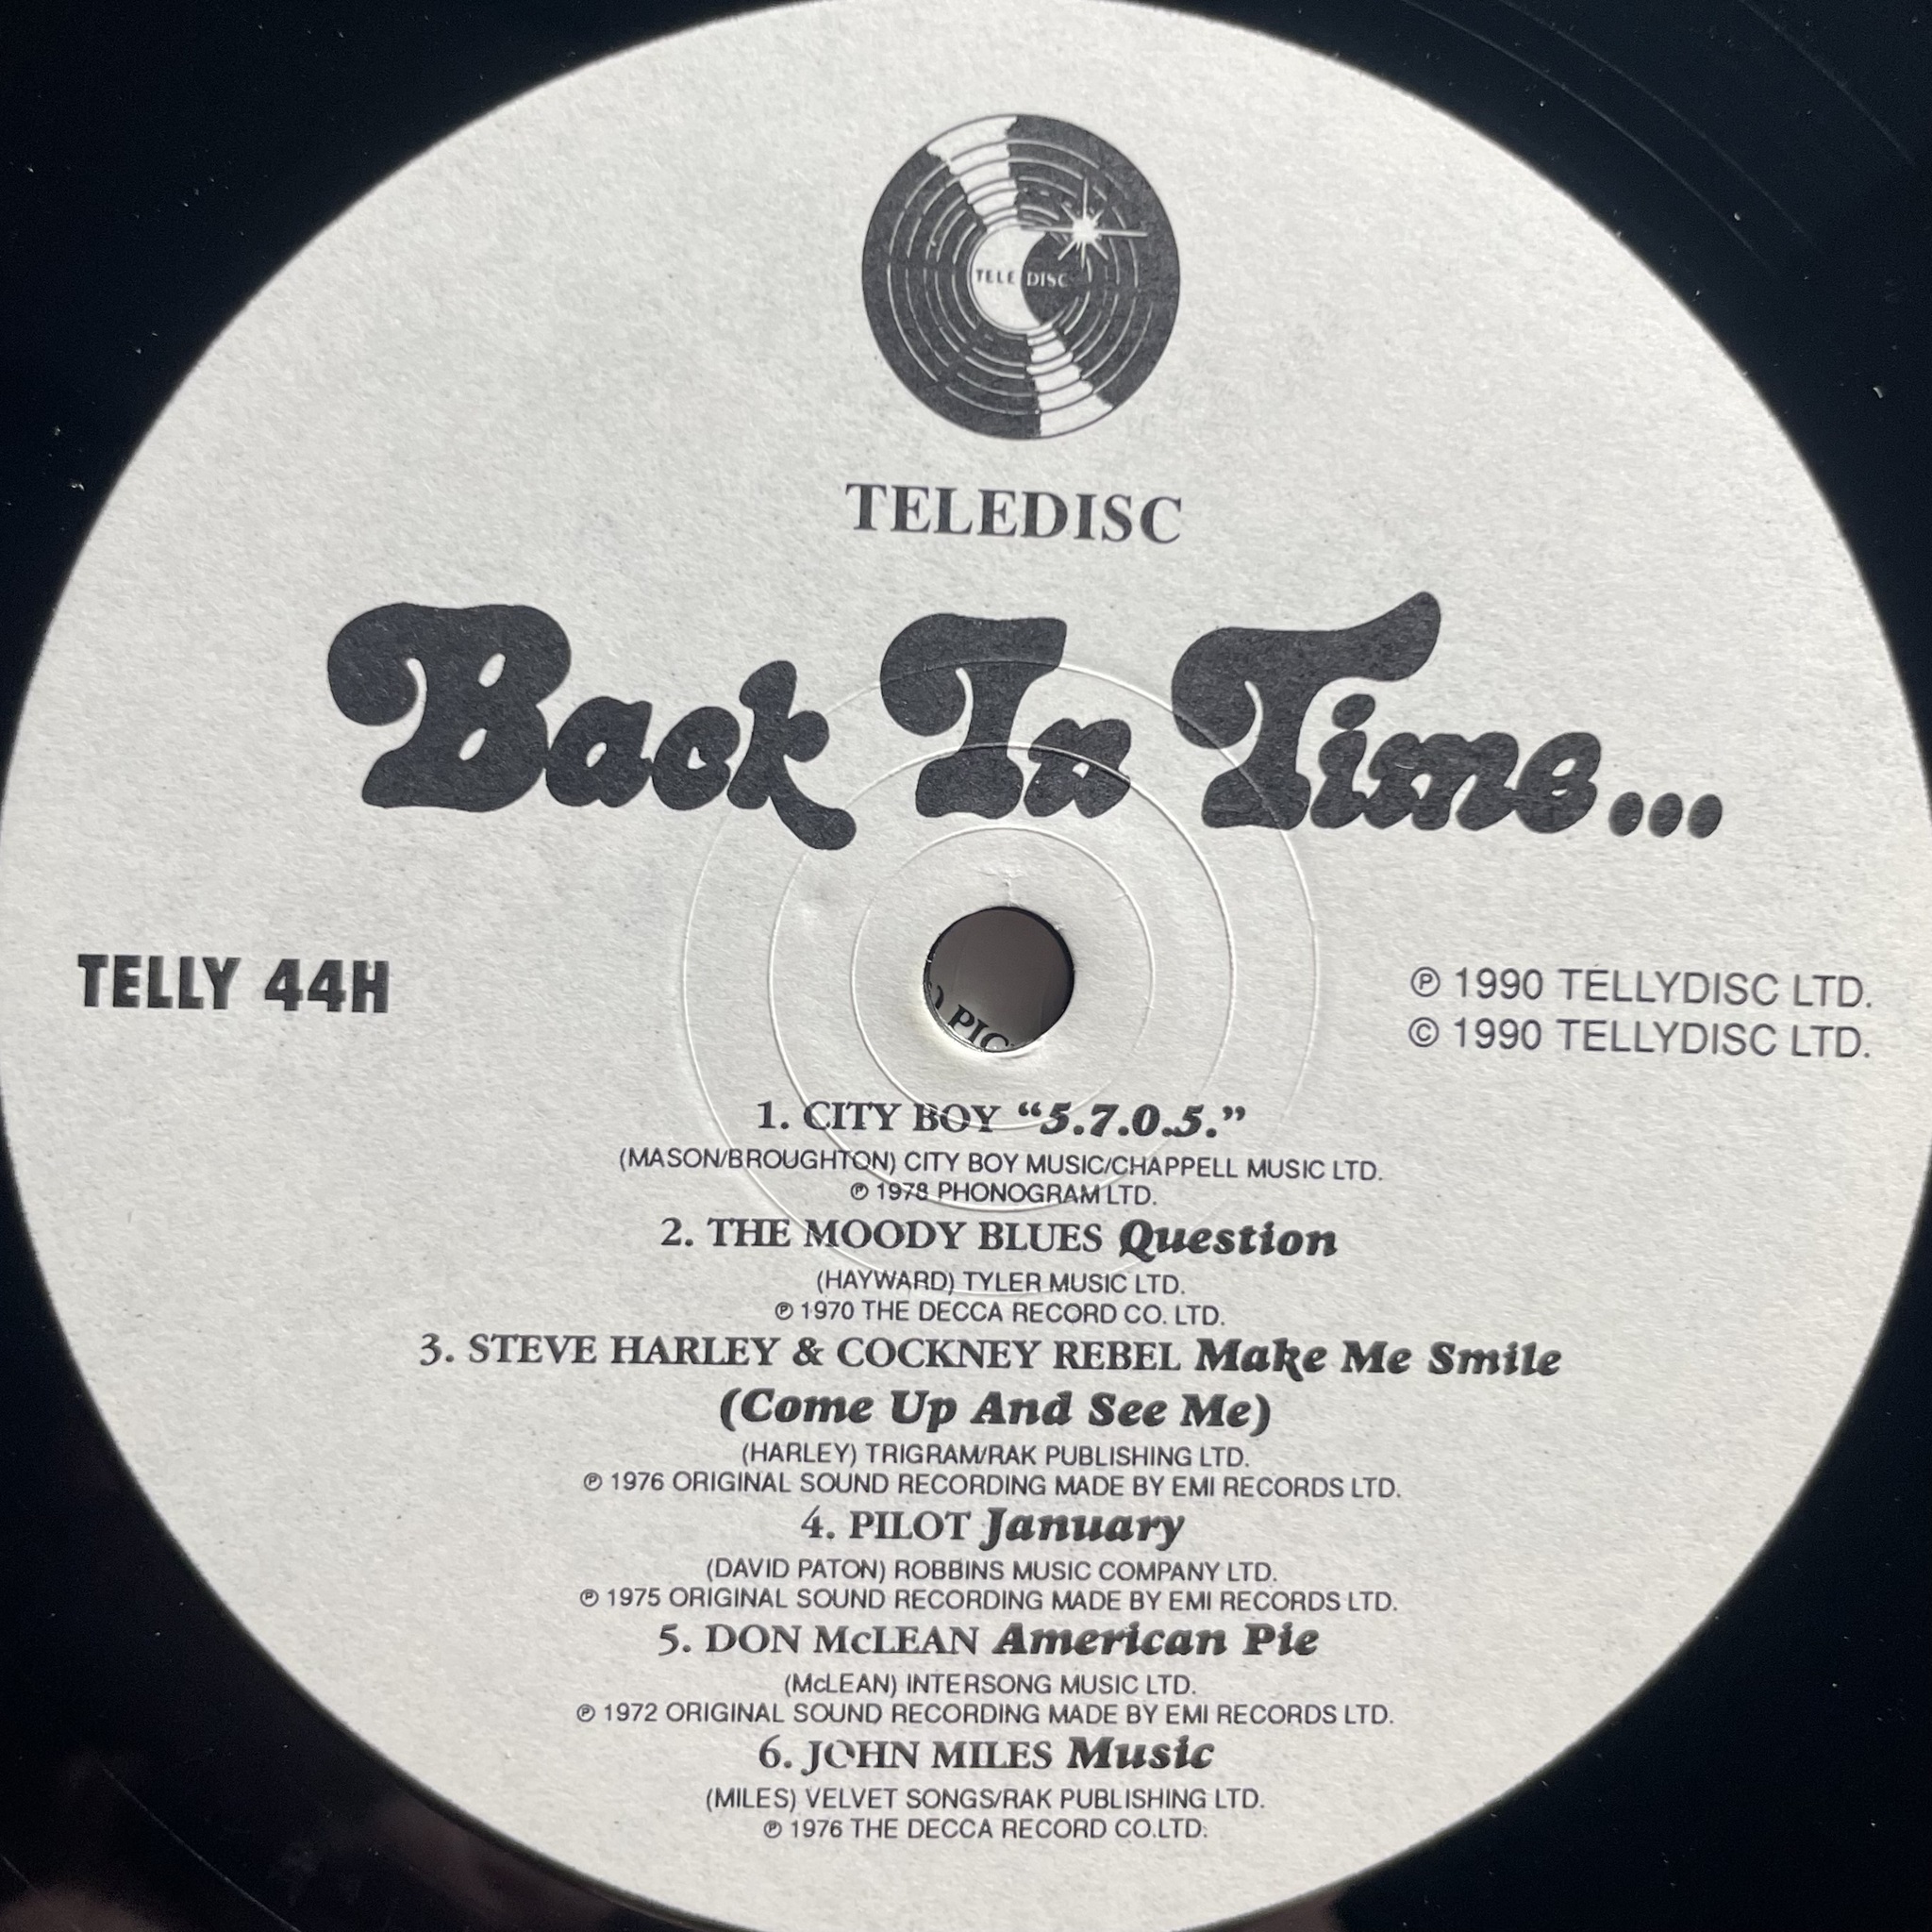 TELE DISC
TELEDISC
Back In Time...
TELLY 44H
℗ 1990 TELLYDISC LTD.
© 1990 TELLYDISC LTD.
1. CITY BOY “5.7.0.5.”
(MASON/BROUGHTON) CITY BOY MUSIC/CHAPPELL MUSIC LTD.
℗ 1978 PHONOGRAM LTD.
2. THE MOODY BLUES Question
(HAYWARD) TYLER MUSIC LTD.
℗ 1970 THE DECCA RECORD CO. LTD.
3. STEVE HARLEY & COCKNEY REBEL Make Me Smile
(Come Up And See Me)
(HARLEY) TRIGRAM/RAK PUBLISHING LTD.
℗ 1976 ORIGINAL SOUND RECORDING MADE BY EMI RECORDS LTD.
4. PILOT January
(DAVID PATON) ROBBINS MUSIC COMPANY LTD.
℗ 1975 ORIGINAL SOUND RECORDING MADE BY EMI RECORDS LTD.
5. DON McLEAN American Pie
(McLEAN) INTERSONG MUSIC LTD.
℗ 1972 ORIGINAL SOUND RECORDING MADE BY EMI RECORDS LTD.
6. JOHN MILES Music
(MILES) VELVET SONGS/RAK PUBLISHING LTD.
℗ 1976 THE DECCA RECORD CO.LTD.